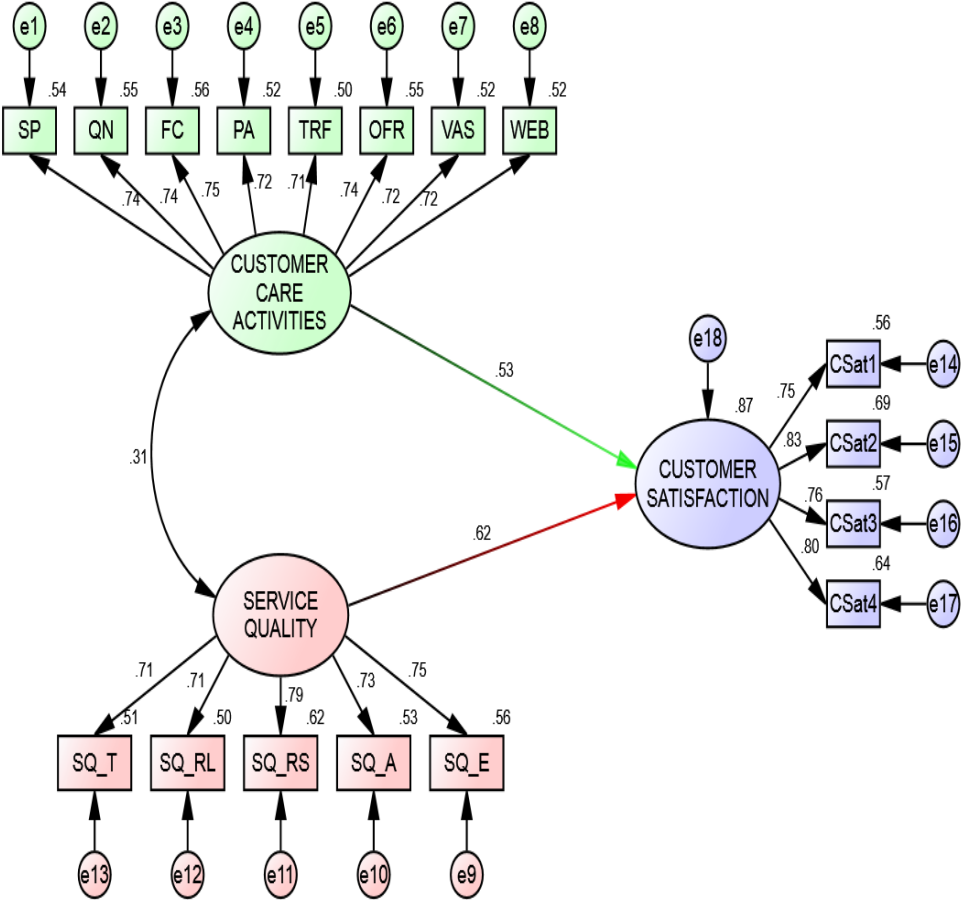 e1 e2 e3 e4 e5 e6 e7 e8
.54 .55 .56 .52 .50 .55 .52 .52
SP QN FC PA TRF OFR VAS WEB
.74 .74 .75 .72 .71 .74 .72 .72
CUSTOMER
CARE
ACTIVITIES
.53
.31
e18
.87
CUSTOMER
SATISFACTION
.62
.56
CSat1 e14
.75
.69
CSat2 e15
.83
.57
CSat3 e16
.76
.64
CSat4 e17
.80
SERVICE
QUALITY
.71 .71 .79 .73 .75
.51 .50 .62 .53 .56
SQ_T SQ_RL SQ_RS SQ_A SQ_E
e13 e12 e11 e10 e9